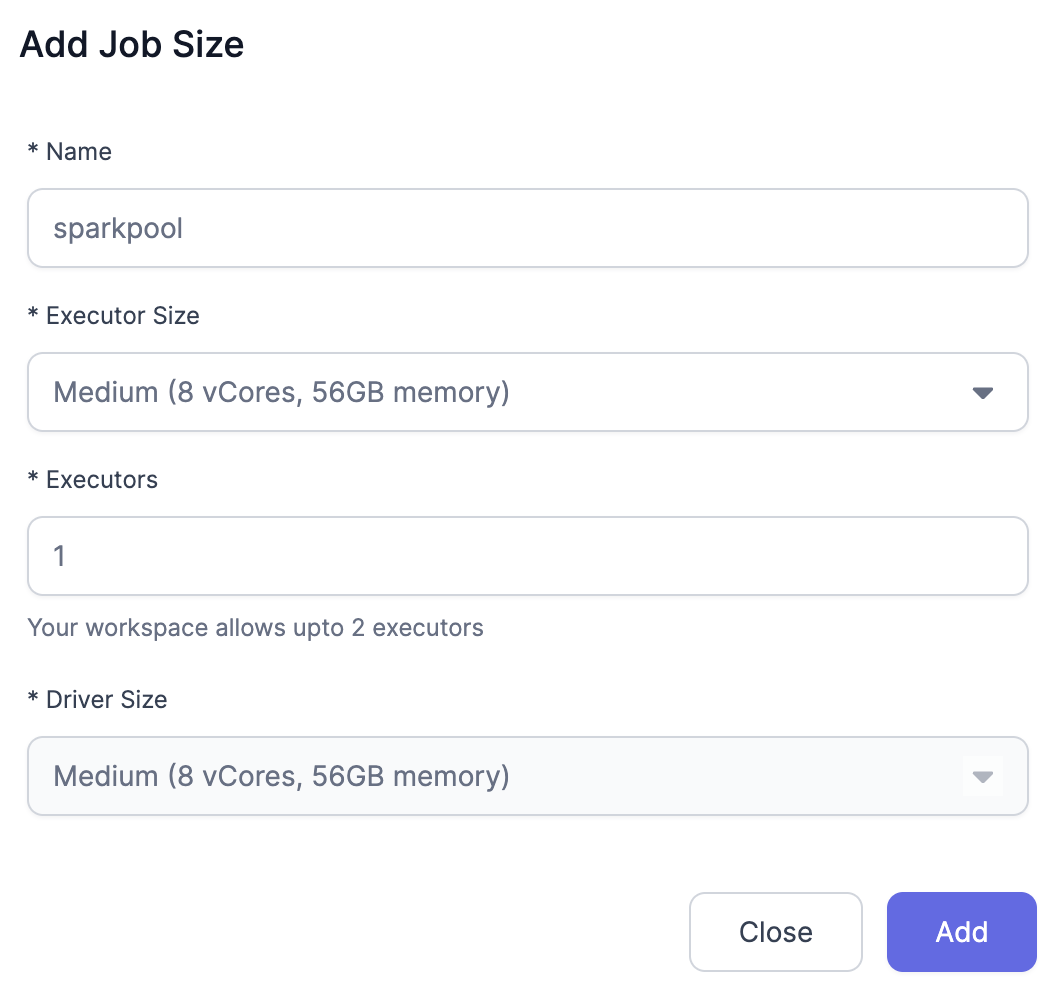 Add Job Size
* Name
sparkpool
* Executor Size
Medium (8 vCores, 56GB memory)
* Executors
1
Your workspace allows upto 2 executors
* Driver Size
Medium (8 vCores, 56GB memory)
Close Add